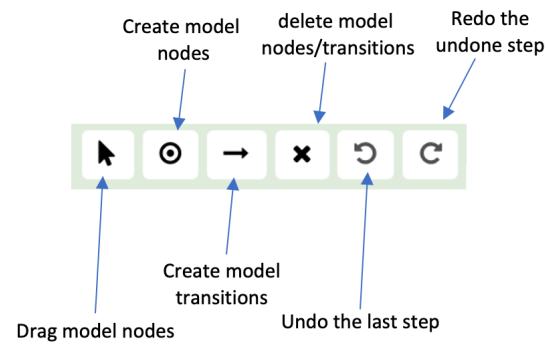 Create model
nodes
delete model
nodes/transitions
Redo the
undone step
Create model
transitions
Drag model nodes
Undo the last step